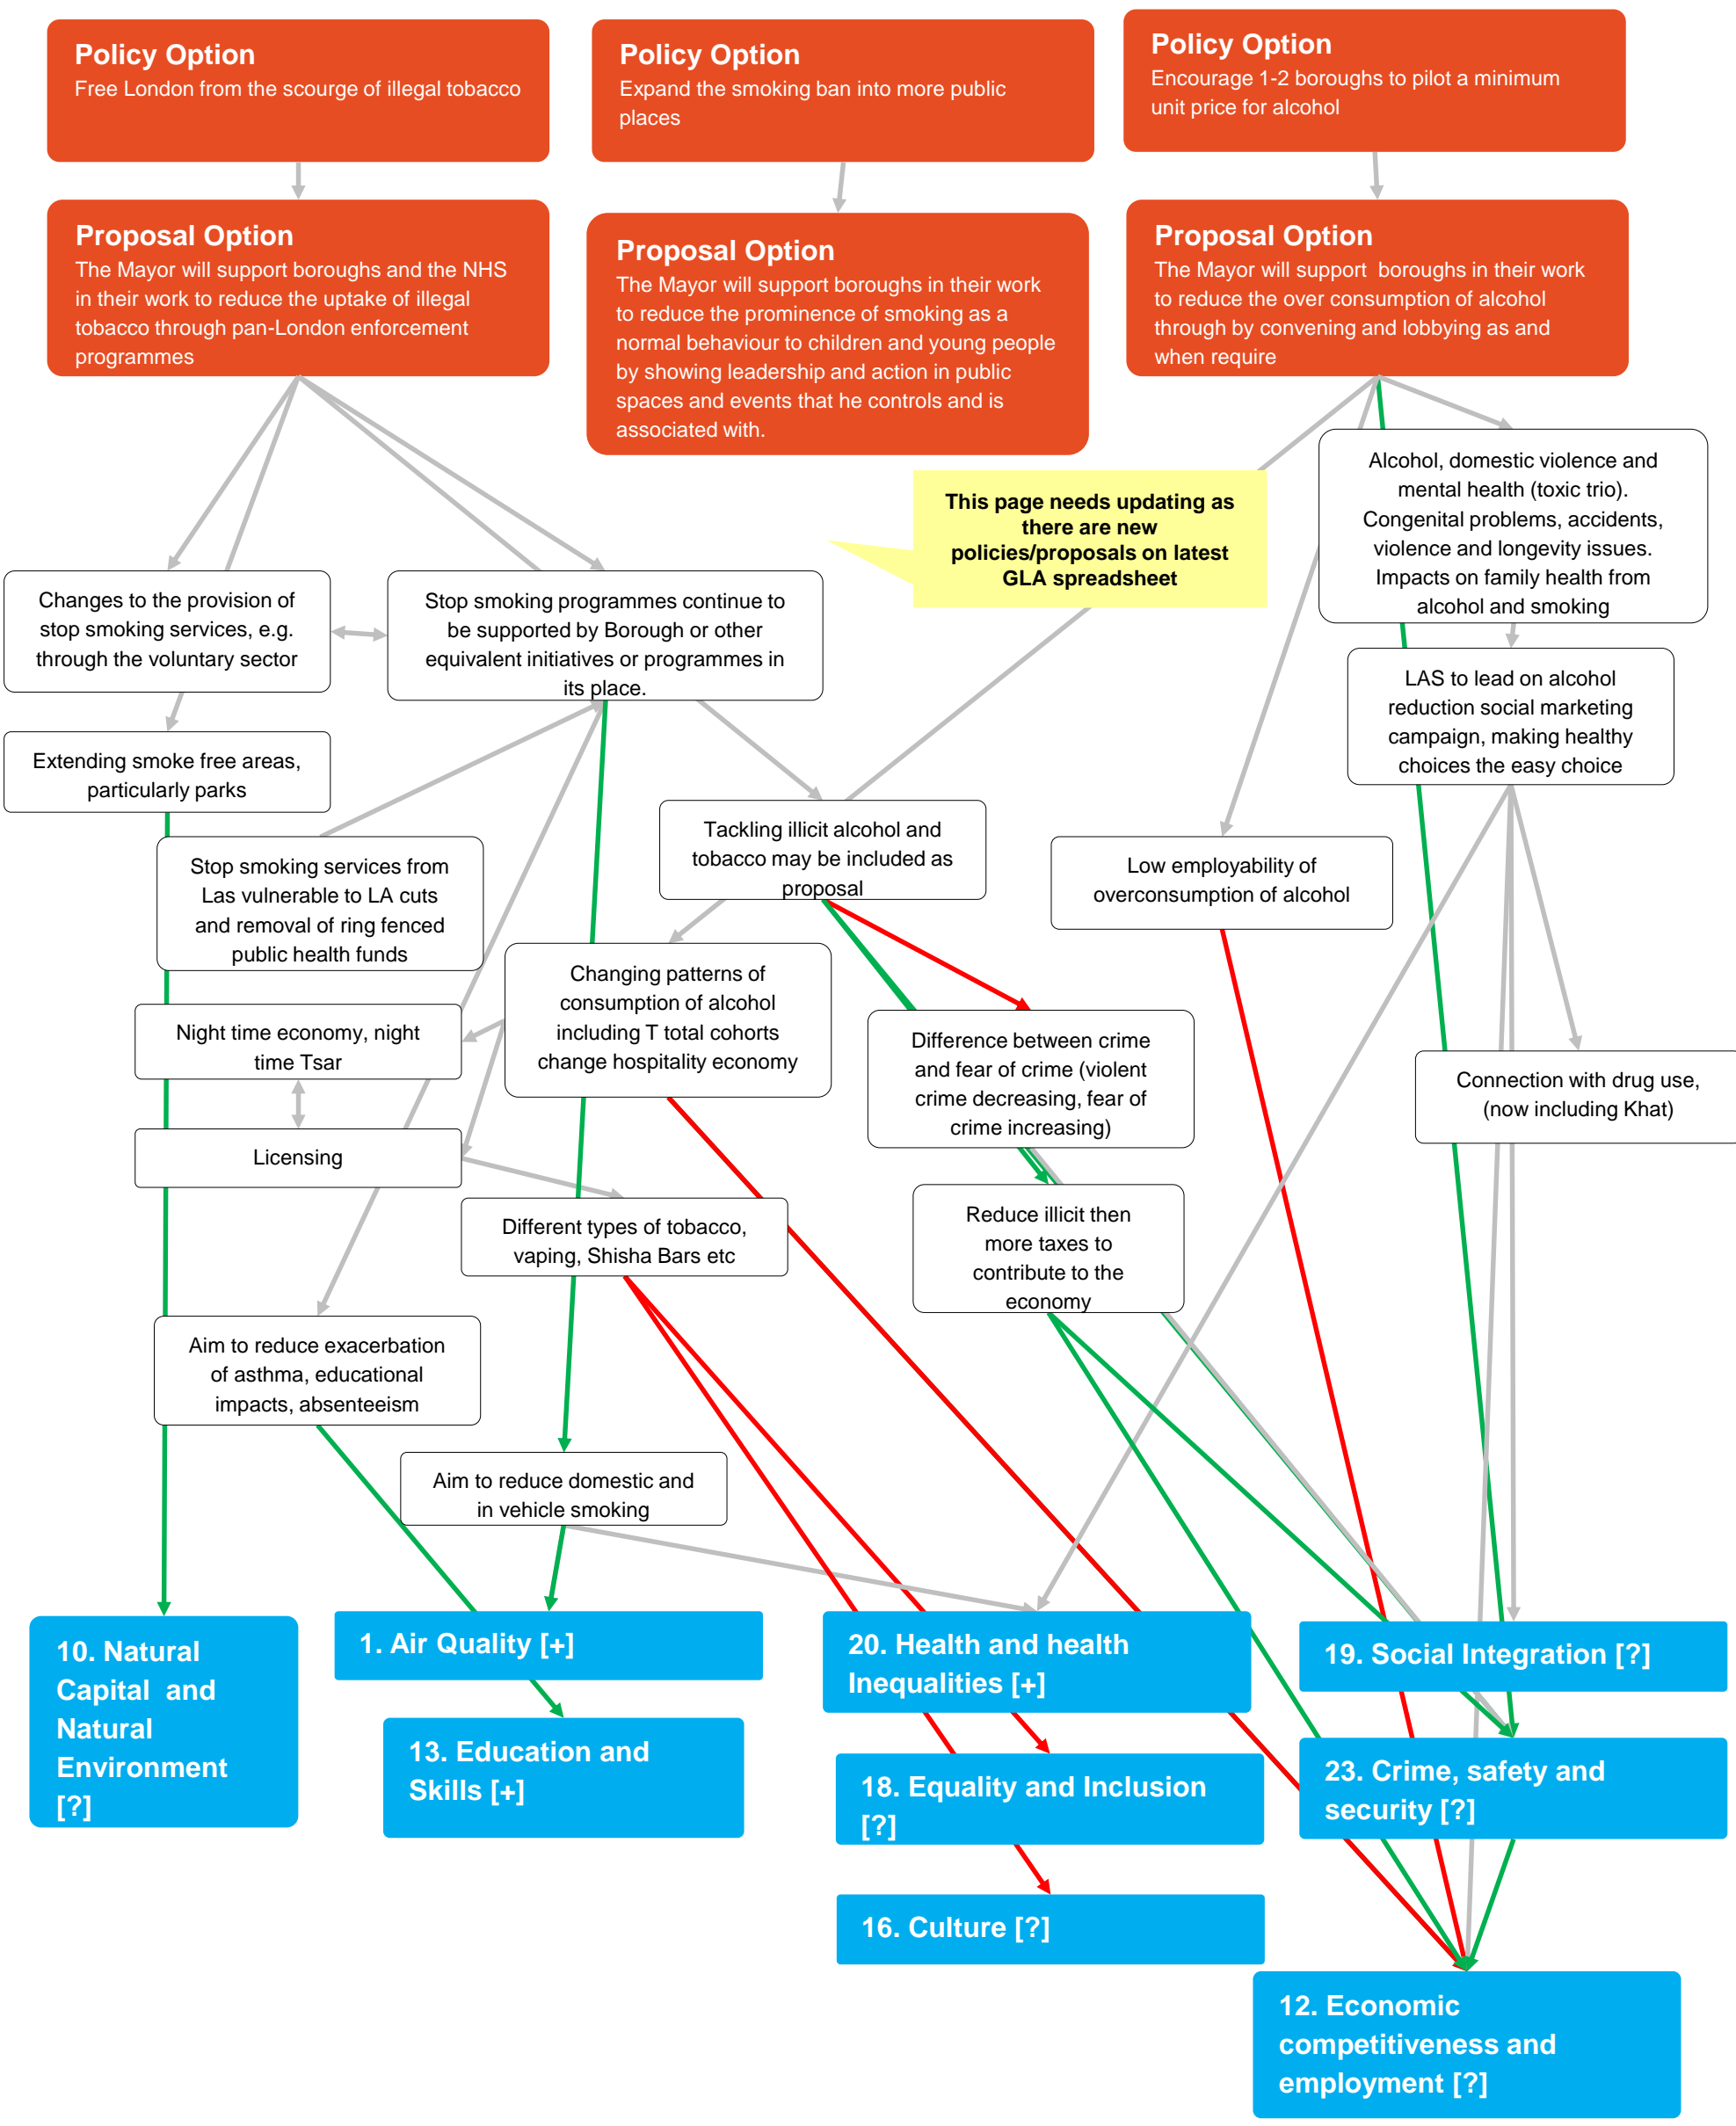 Policy Option
Free London from the scourge of illegal tobacco
Policy Option
Expand the smoking ban into more public
places
Policy Option
Encourage 1-2 boroughs to pilot a minimum
unit price for alcohol
Proposal Option
The Mayor will support boroughs and the NHS
in their work to reduce the uptake of illegal
tobacco through pan-London enforcement
programmes
Proposal Option
The Mayor will support boroughs in their work
to reduce the prominence of smoking as a
normal behaviour to children and young people
by showing leadership and action in public
spaces and events that he controls and is
associated with.
Proposal Option
The Mayor will support  boroughs in their work
to reduce the over consumption of alcohol
through by convening and lobbying as and
when require
This page needs updating as
there are new
policies/proposals on latest
GLA spreadsheet
Alcohol, domestic violence and
mental health (toxic trio).
Congenital problems, accidents,
violence and longevity issues.
Impacts on family health from
alcohol and smoking
Changes to the provision of
stop smoking services, e.g.
through the voluntary sector
Stop smoking programmes continue to
be supported by Borough or other
equivalent initiatives or programmes in
its place.
LAS to lead on alcohol
reduction social marketing
campaign, making healthy
choices the easy choice
Extending smoke free areas,
particularly parks
Tackling illicit alcohol and
tobacco may be included as
proposal
Low employability of
overconsumption of alcohol
Stop smoking services from
Las vulnerable to LA cuts
and removal of ring fenced
public health funds
Changing patterns of
consumption of alcohol
including T total cohorts
change hospitality economy
Night time economy, night
time Tsar
Difference between crime
and fear of crime (violent
crime decreasing, fear of
crime increasing)
Connection with drug use,
(now including Khat)
Licensing
Different types of tobacco,
vaping, Shisha Bars etc
Reduce illicit then
more taxes to
contribute to the
economy
Aim to reduce exacerbation
of asthma, educational
impacts, absenteeism
Aim to reduce domestic and
in vehicle smoking
10. Natural
Capital  and
Natural
Environment
[?]
1. Air Quality [+]
20. Health and health
Inequalities [+]
19. Social Integration [?]
13. Education and
Skills [+]
18. Equality and Inclusion
[?]
23. Crime, safety and
security [?]
16. Culture [?]
12. Economic
competitiveness and
employment [?]